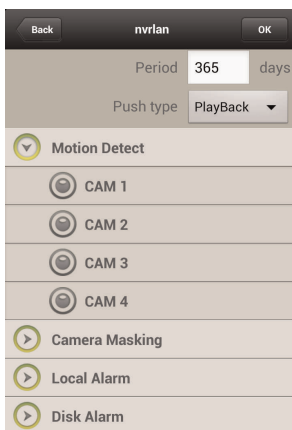 Back nvrlan OK
Period 365 days
Push type PlayBack
Motion Detect
CAM 1
CAM 2
CAM 3
CAM 4
Camera Masking
Local Alarm
Disk Alarm